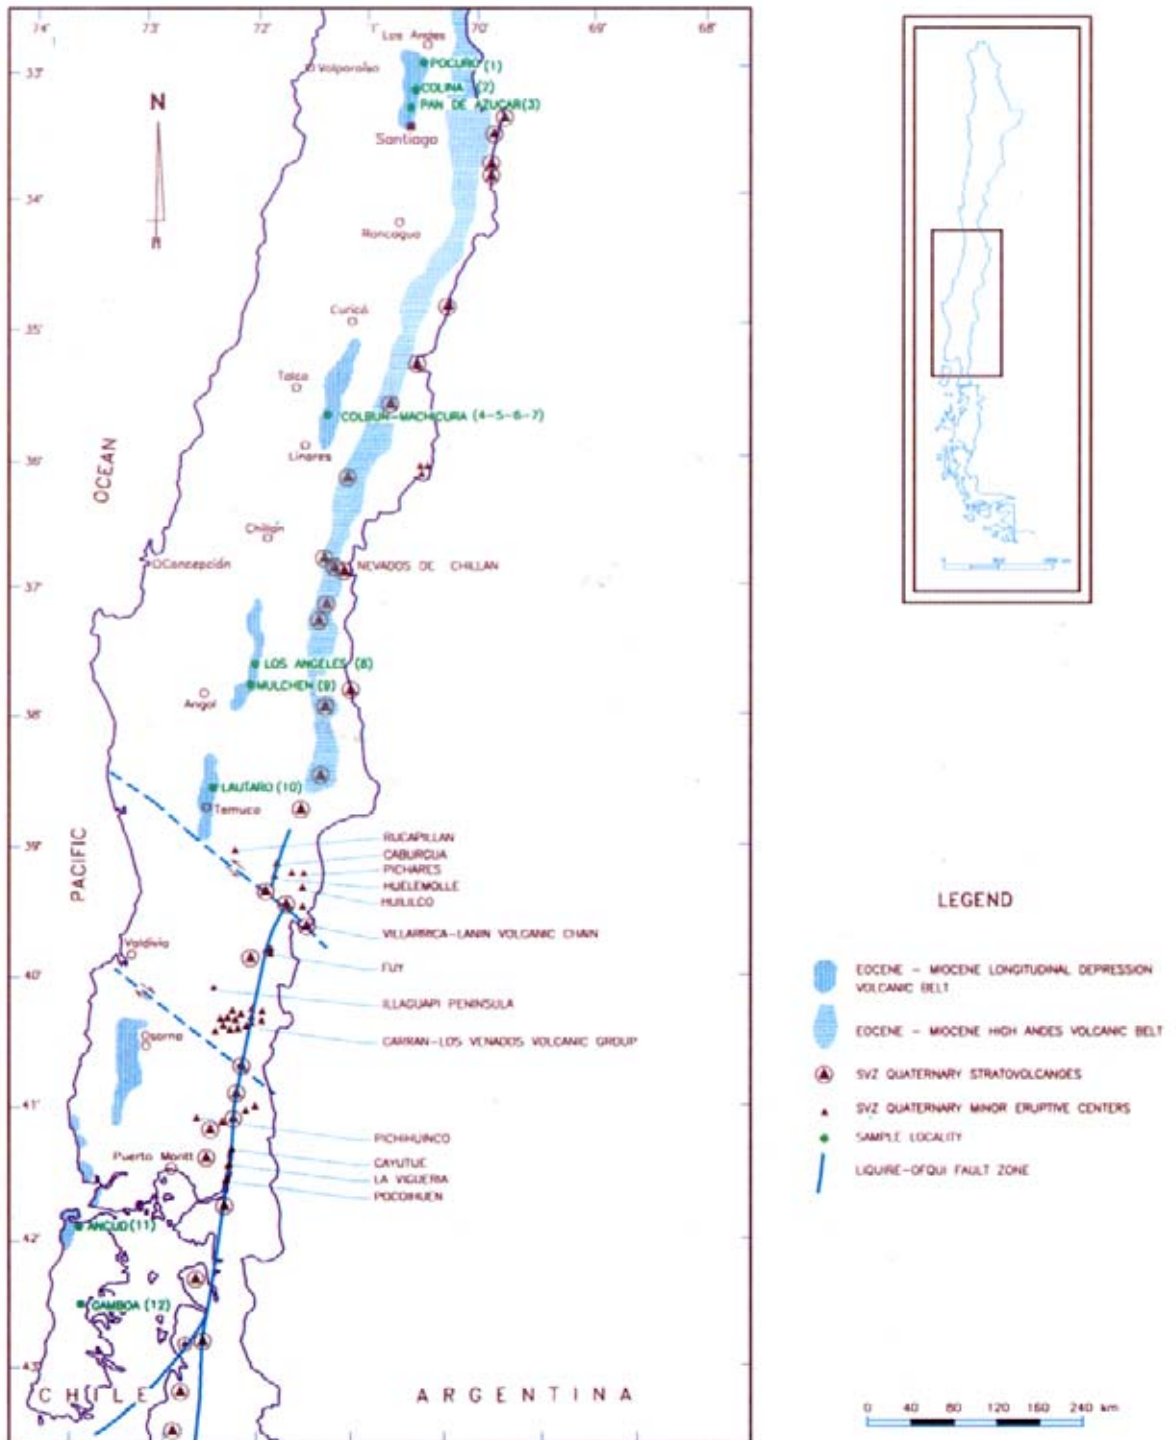 74°
73°
72°
71°
70°
69°
68°
Los Andes
33°
Valparaíso
POCURO (1)
COLINA (2)
PAN DE AZUCAR(3)
N
Santiago
34°
Rancagua
Curicó
35°
Talca
COLBUN-MACHICURA (4-5-6-7)
Linares
36°
OCEAN
Chillán
Concepción
NEVADOS DE CHILLAN
37°
LOS ANGELES (8)
MULCHEN (9)
Angol
38°
LAUTARO (10)
Temuco
39°
PACIFIC
RUCAPILLAN
CABURGUA
PICHARES
HUELEMOLLE
HUILILCO
VILLARRICA-LANIN VOLCANIC CHAIN
Valdivia
FUY
40°
ILLAGUAPI PENINSULA
CARRAN-LOS VENADOS VOLCANIC GROUP
Osorno
41°
PICHIHUINCO
Puerto Montt
CAYUTUE
LA VIGUERIA
POCOIHUEN
ANCUD (11)
42°
GAMBOA (12)
43°
CHILE
ARGENTINA
LEGEND
EOCENE - MIOCENE LONGITUDINAL DEPRESSION
VOLCANIC BELT
EOCENE - MIOCENE HIGH ANDES VOLCANIC BELT
SVZ QUATERNARY STRATOVOLCANOES
SVZ QUATERNARY MINOR ERUPTIVE CENTERS
SAMPLE LOCALITY
LIQUIRE-OFQUI FAULT ZONE
0 40 80 120 160 240 km